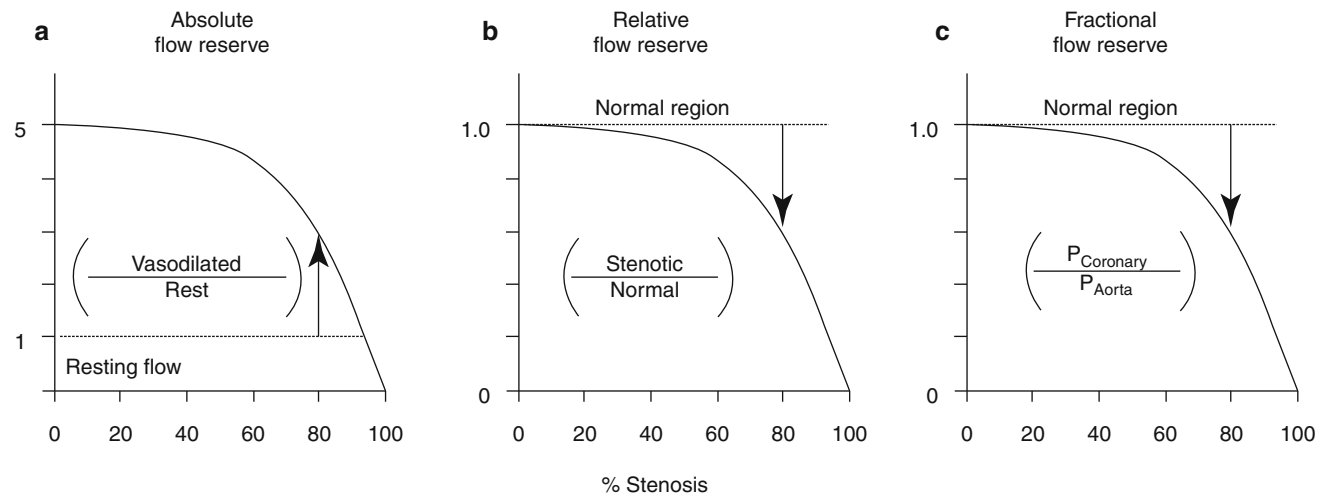 a
Absolute
flow reserve
5
1
Vasodilated
Rest
Resting flow
0 20 40 60 80 100
b
Relative
flow reserve
Normal region
1.0
0
Stenotic
Normal
0 20 40 60 80 100
% Stenosis
c
Fractional
flow reserve
Normal region
1.0
0
P Coronary
P Aorta
0 20 40 60 80 100